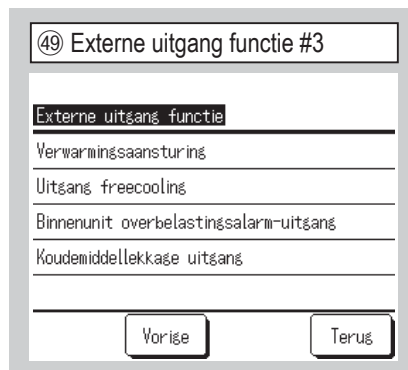 ㊾ Externe uitgang functie #3
Externe uitgang functie
Verwarmingsaansturing
Uitgang freecooling
Binnenunit overbelastingsalarm-uitgang
Koudemiddellekkage uitgang
Vorige Terug